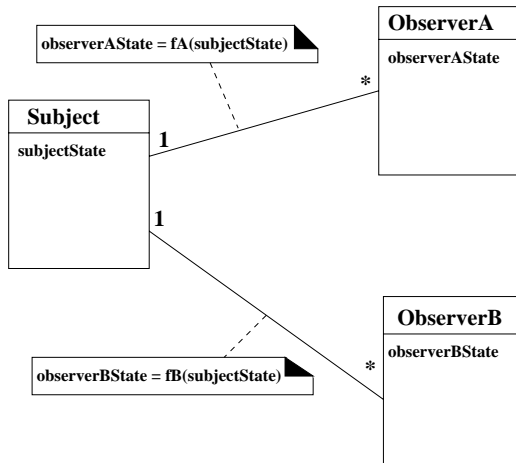 observerAState = fA(subjectState)
ObserverA
observerAState
*
Subject
subjectState
1
1
ObserverB
observerBState
*
observerBState = fB(subjectState)